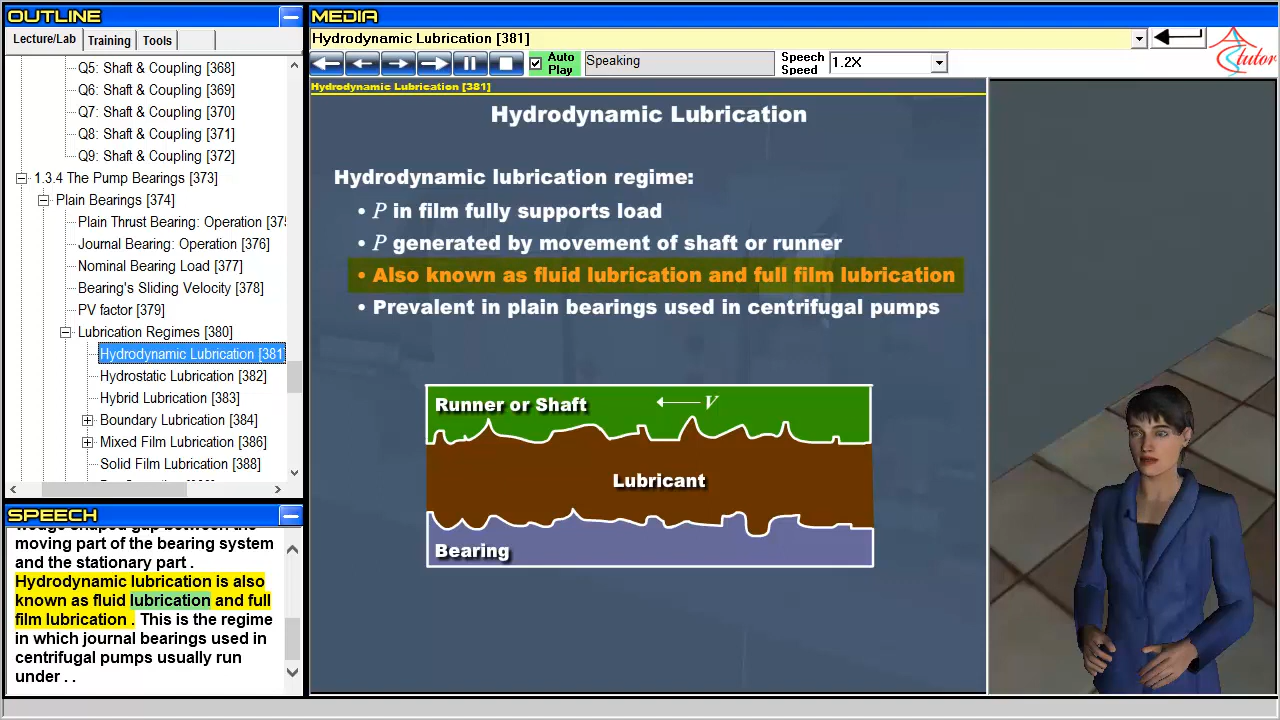 OUTLINE
Lecture/Lab Training Tools
Q5: Shaft & Coupling [368]
Q6: Shaft & Coupling [369]
Q7: Shaft & Coupling [370]
Q8: Shaft & Coupling [371]
Q9: Shaft & Coupling [372]
1.3.4 The Pump Bearings [373]
Plain Bearings [374]
Plain Thrust Bearing: Operation [375
Journal Bearing: Operation [376]
Nominal Bearing Load [377]
Bearing's Sliding Velocity [378]
PV factor [379]
Lubrication Regimes [380]
Hydrodynamic Lubrication [381]
Hydrostatic Lubrication [382]
Hybrid Lubrication [383]
Boundary Lubrication [384]
Mixed Film Lubrication [386]
Solid Film Lubrication [388]
SPEECH
moving part of the bearing system
and the stationary part .
Hydrodynamic lubrication is also
known as fluid lubrication and full
film lubrication . This is the regime
in which journal bearings used in
centrifugal pumps usually run
under . .
MEDIA
Hydrodynamic Lubrication [381]
Auto
Play
Speaking
Speech
Speed
1.2X
tutor
Hydrodynamic Lubrication [381]
Hydrodynamic Lubrication
Hydrodynamic lubrication regime:
• P in film fully supports load
• P generated by movement of shaft or runner
• Also known as fluid lubrication and full film lubrication
• Prevalent in plain bearings used in centrifugal pumps
Runner or Shaft
V
Lubricant
Bearing